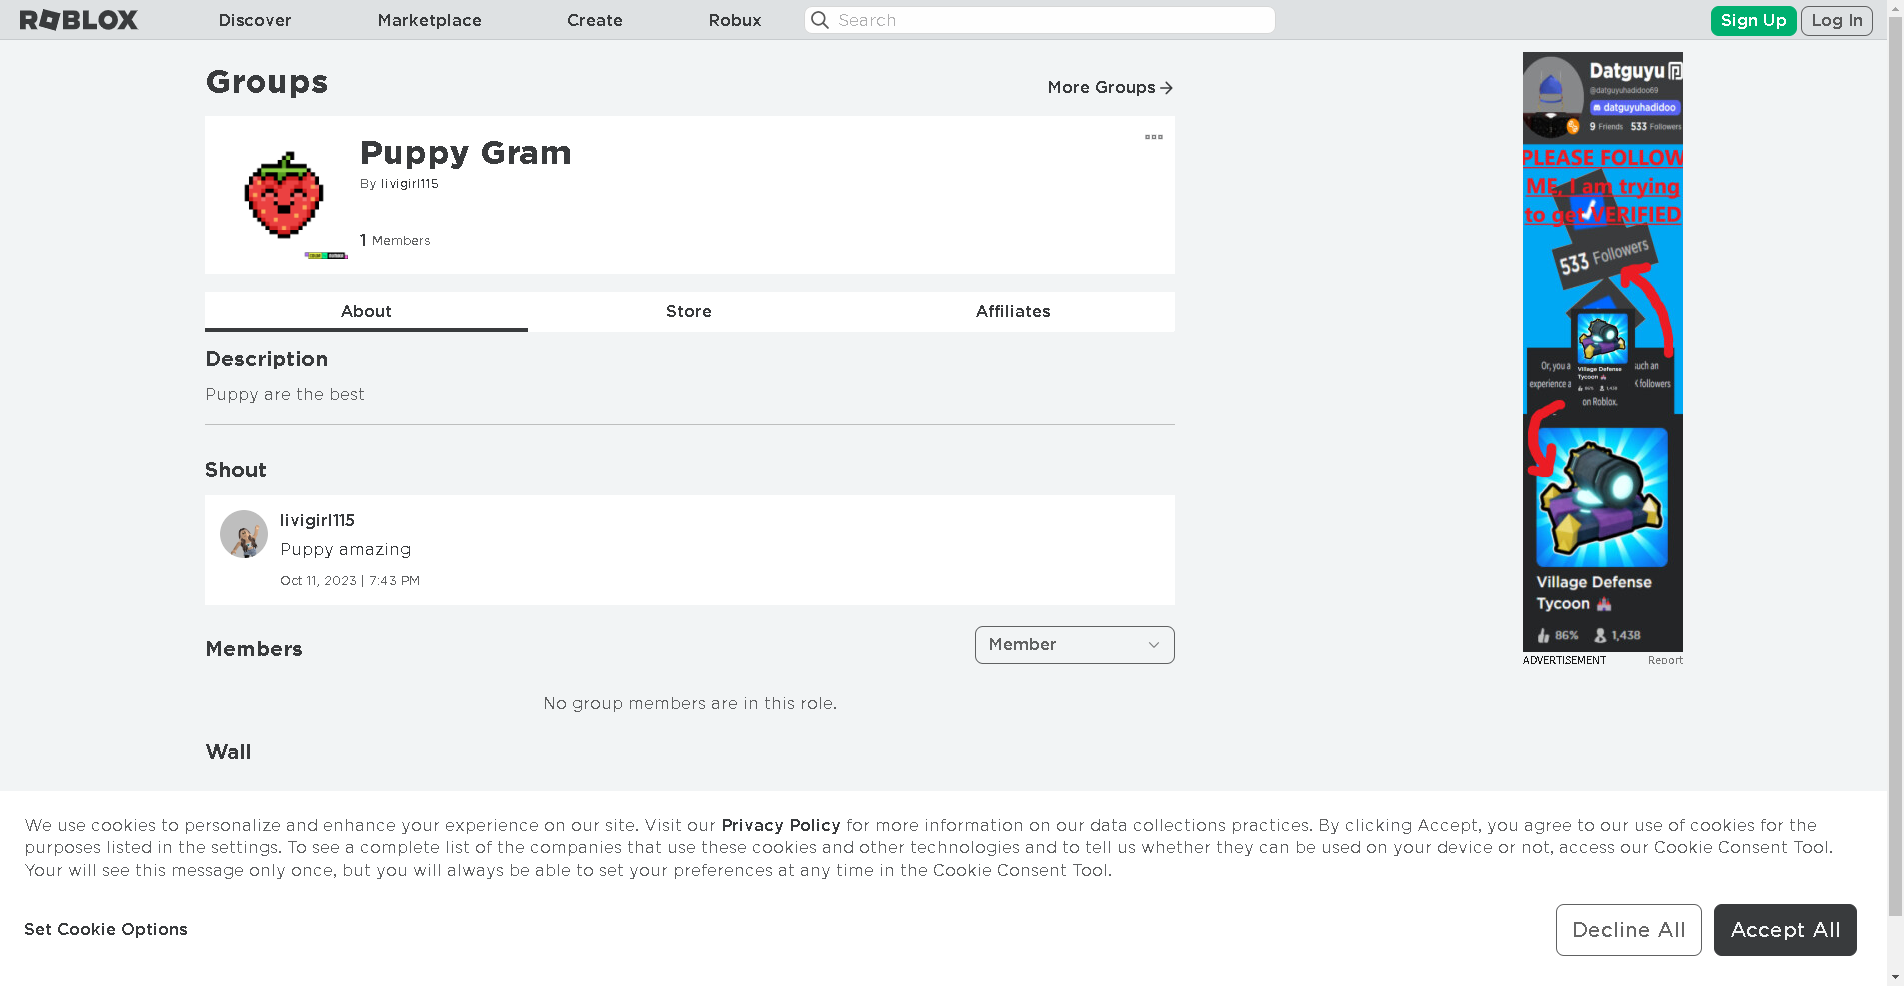 ROBLOX
Discover
Marketplace
Create
Robux
Search
Sign Up
Log In
Groups
More Groups
Puppy Gram
By livigirl115
1 Members
About
Store
Affiliates
Description
Puppy are the best
Shout
livigirl115
Puppy amazing
Oct 11, 2023 | 7:43 PM
Members
Member
No group members are in this role.
Wall
Datguyu
@datguyuhadidoo69
datguyuhadidoo
9 Friends 533 Followers
PLEASE FOLLOW
ME, I am trying
to get VERIFIED
533 Followers
Or, you a
such an
Village Defense
Tycoon
experience a
K followers
86% 1,438
on Roblox.
Village Defense
Tycoon
86% 1,438
ADVERTISEMENT
Report
We use cookies to personalize and enhance your experience on our site. Visit our Privacy Policy for more information on our data collections practices. By clicking Accept, you agree to our use of cookies for the
purposes listed in the settings. To see a complete list of the companies that use these cookies and other technologies and to tell us whether they can be used on your device or not, access our Cookie Consent Tool.
Your will see this message only once, but you will always be able to set your preferences at any time in the Cookie Consent Tool.
Set Cookie Options
Decline All
Accept All